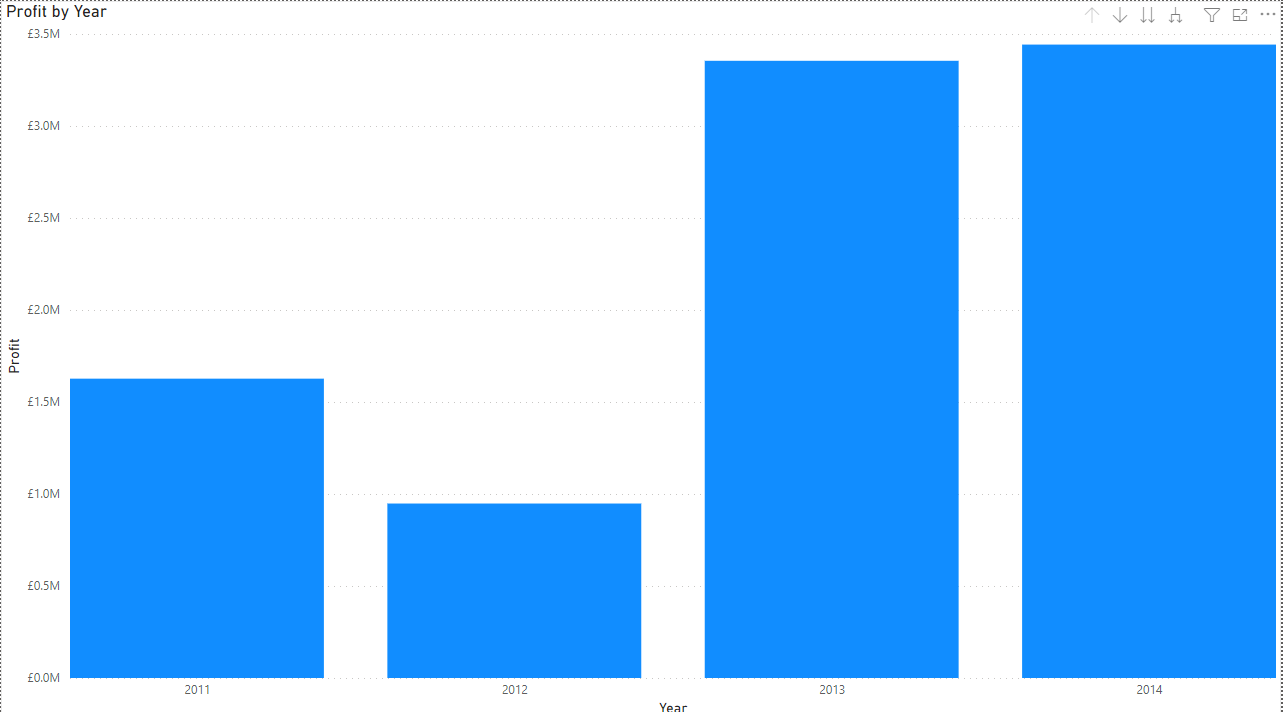 Profit by Year
£3.5M
£3.0M
£2.5M
£2.0M
£1.5M
£1.0M
£0.5M
£0.0M
Profit
2011 2012 2013 2014
Year